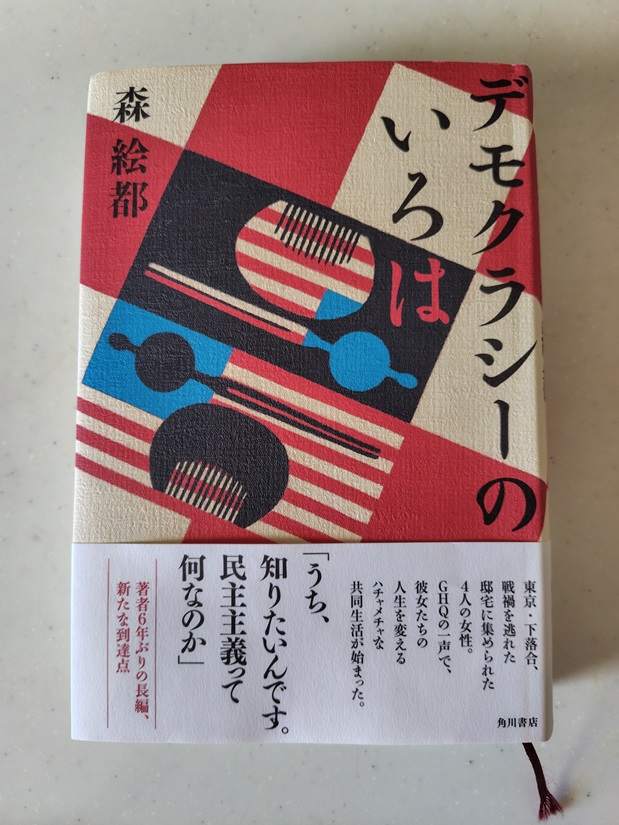 デモクラシーの
いろは
森 絵都
東京・下落合、
戦禍を逃れた
邸宅に集められた
4人の女性。
GHQの一声で、
彼女たちの
人生を変える
ハチャメチャな
共同生活が始まった。
「うち、
知りたいんです。
民主主義って
何なのか」
著者6年ぶりの長編、
新たな到達点
角川書店